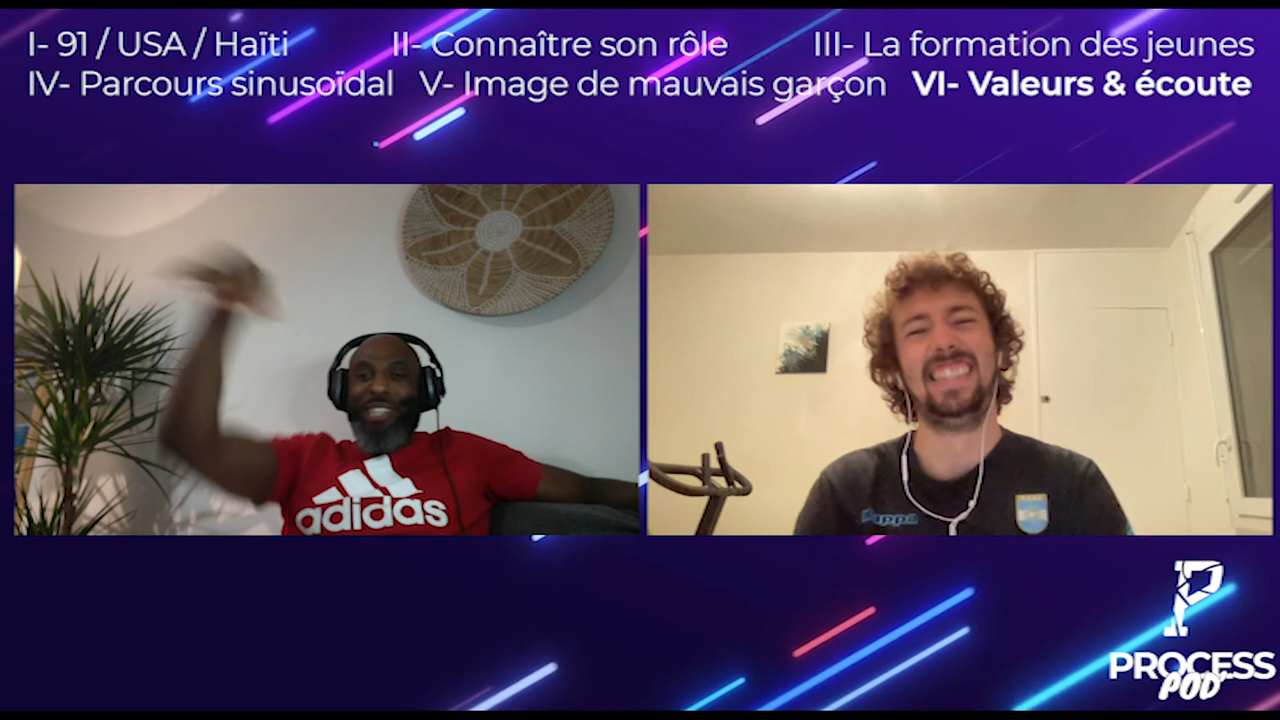 I- 91 / USA / Haïti II- Connaître son rôle III- La formation des jeunes
IV- Parcours sinusoïdal V- Image de mauvais garçon VI- Valeurs & écoute
adidas
Kappa
P
PROCESS
POD'